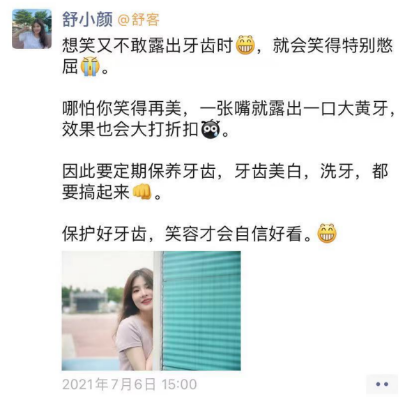 舒小颜 @舒客
想笑又不敢露出牙齿时😁，就会笑得特别憋
屈😭。
哪怕你笑得再美，一张嘴就露出一口大黄牙，
效果也会大打折扣🌚。
因此要定期保养牙齿，牙齿美白，洗牙，都
要搞起来👊。
保护好牙齿，笑容才会自信好看。😁
2021年7月6日 15:00